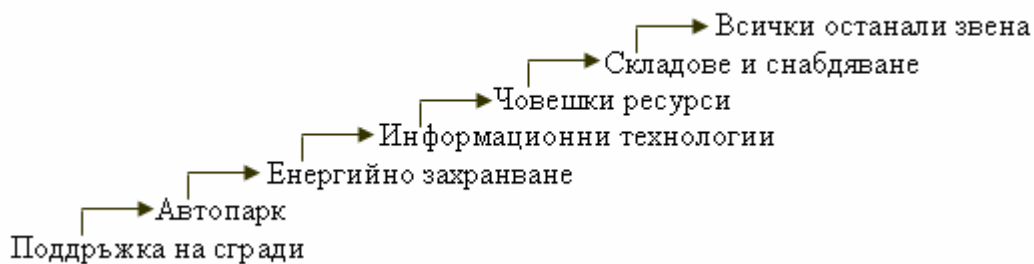 Всички останали звена
Складове и снабдяване
Човешки ресурси
Информационни технологии
Енергийно захранване
Автопарк
Поддръжка на сгради